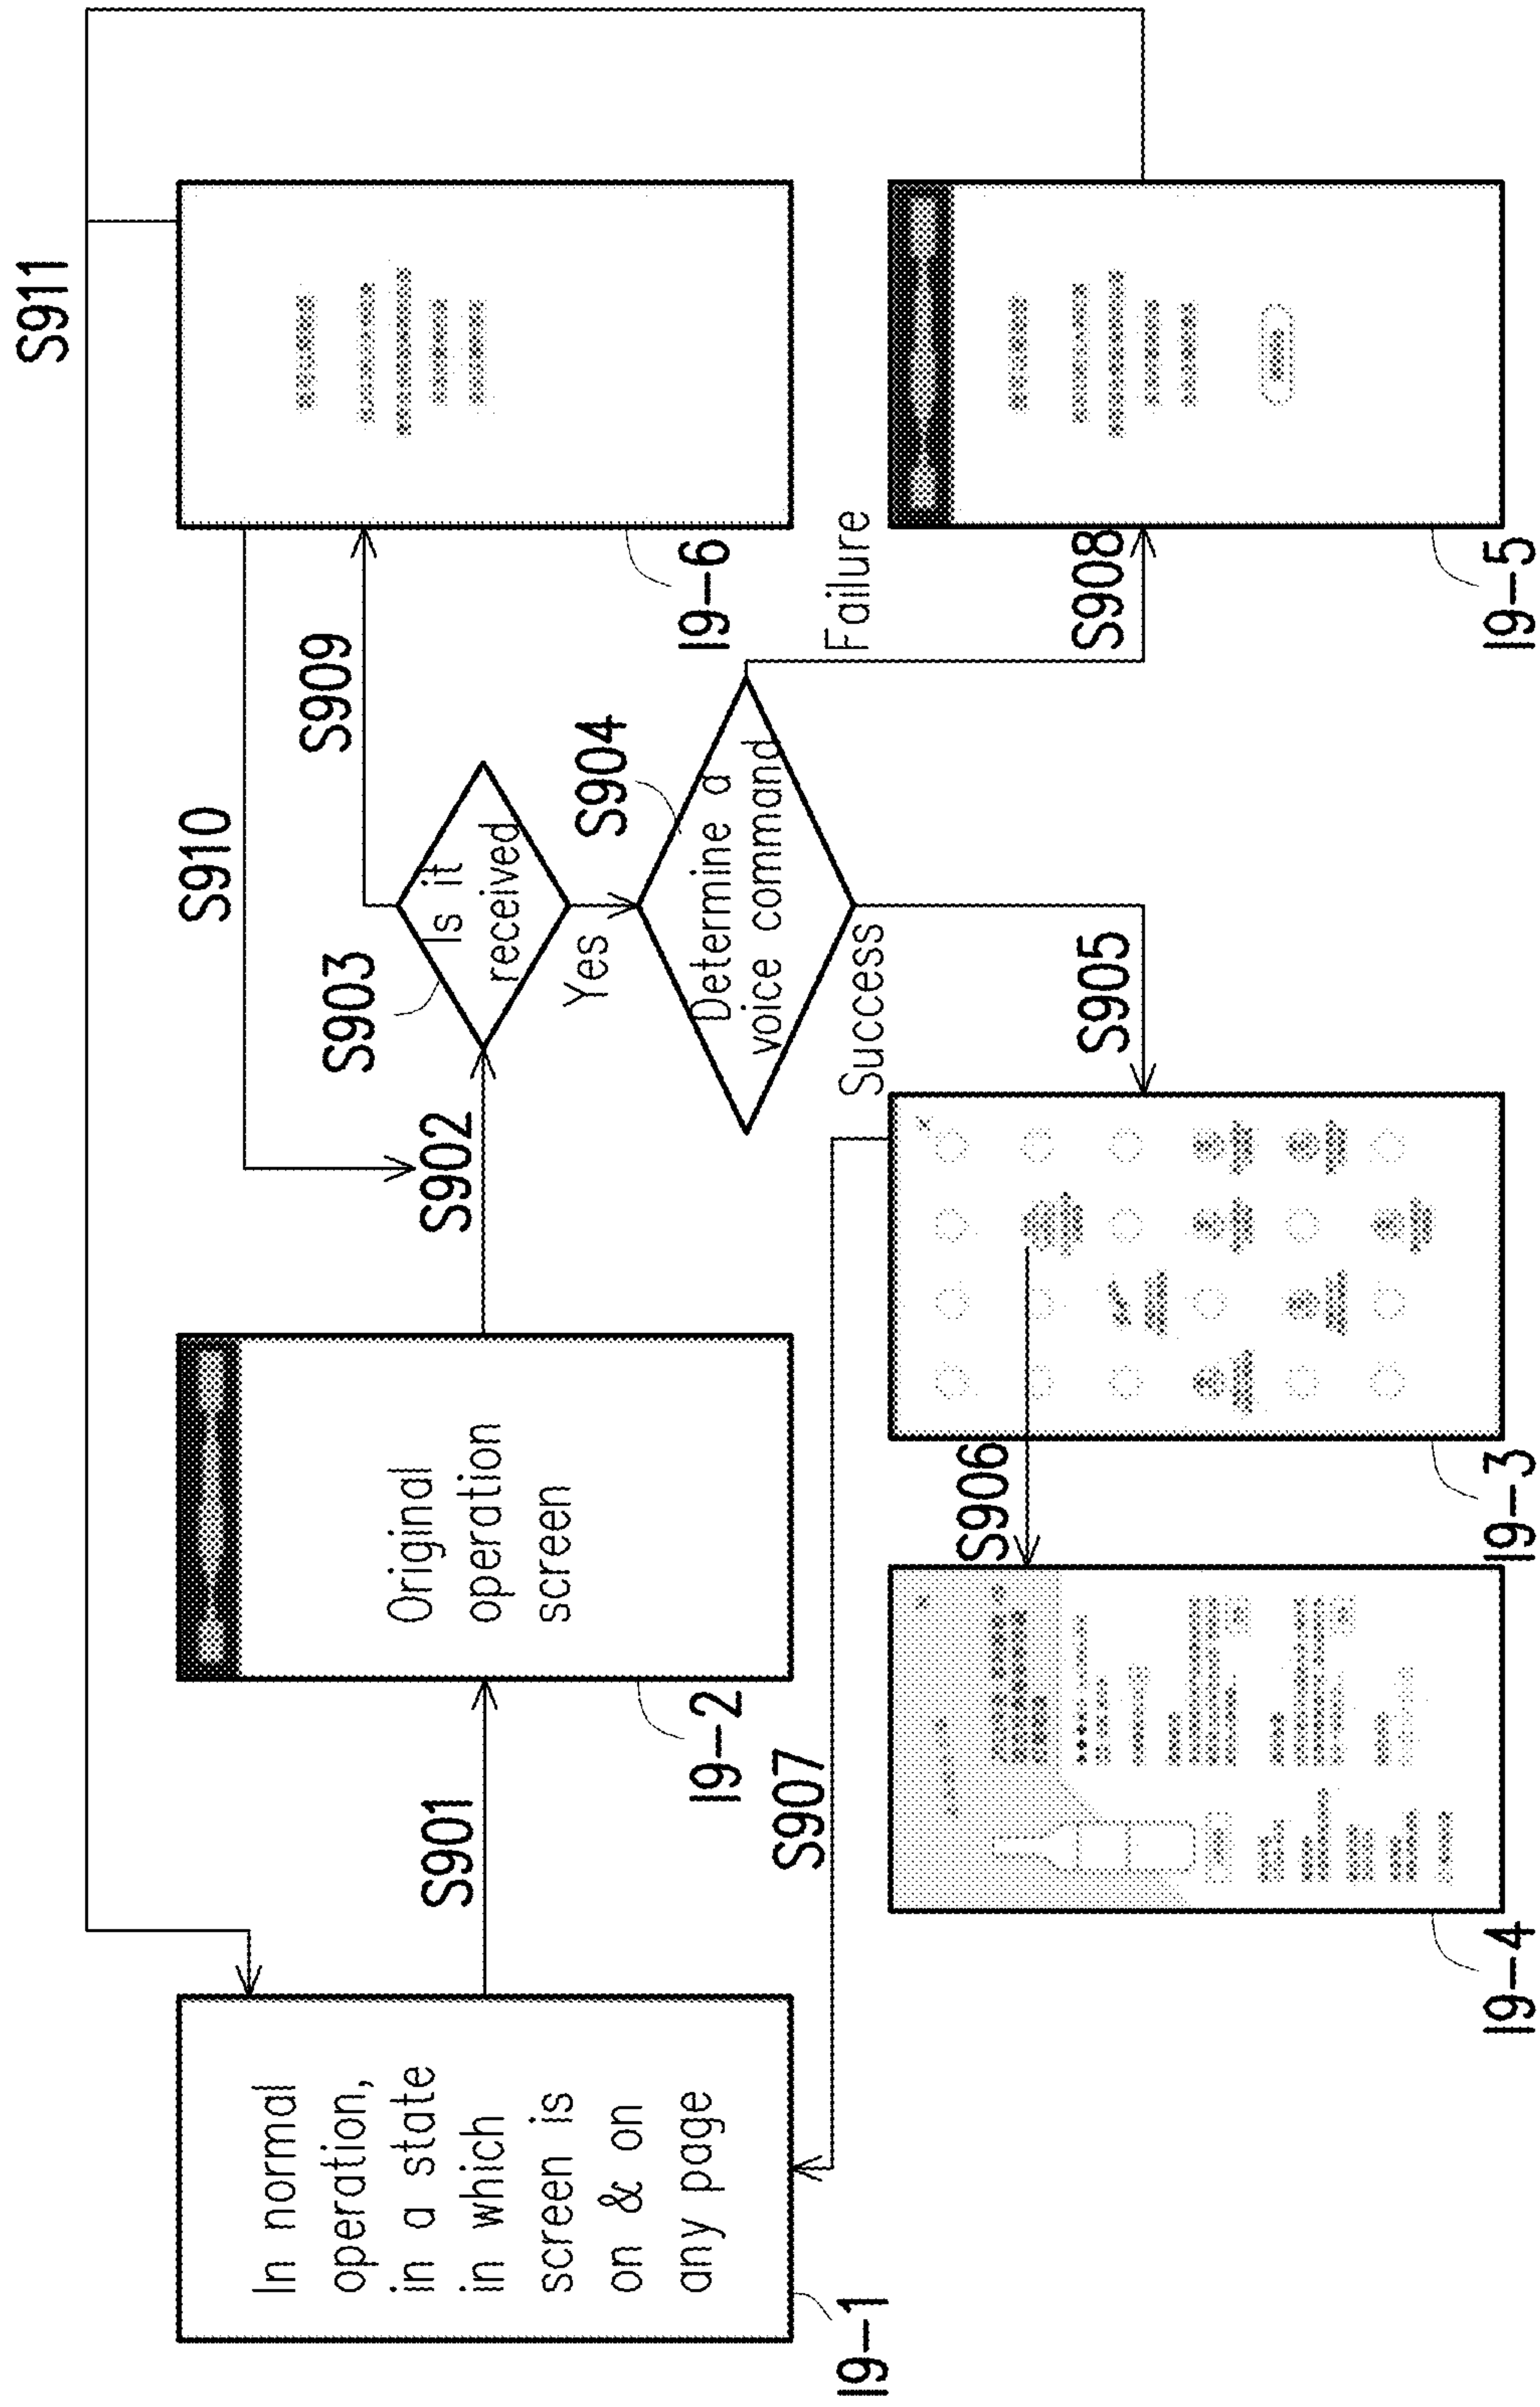 S911
S910
S909
S903
Is it
received
S902
Yes
S904
Determine a
voice command
Failure
Success
S908
S905
S901
S907
S906
In normal
operation,
in a state
in which
screen is
on & on
any page
I9-1
Original
operation
screen
I9-2
I9-6
I9-4
I9-3
I9-5